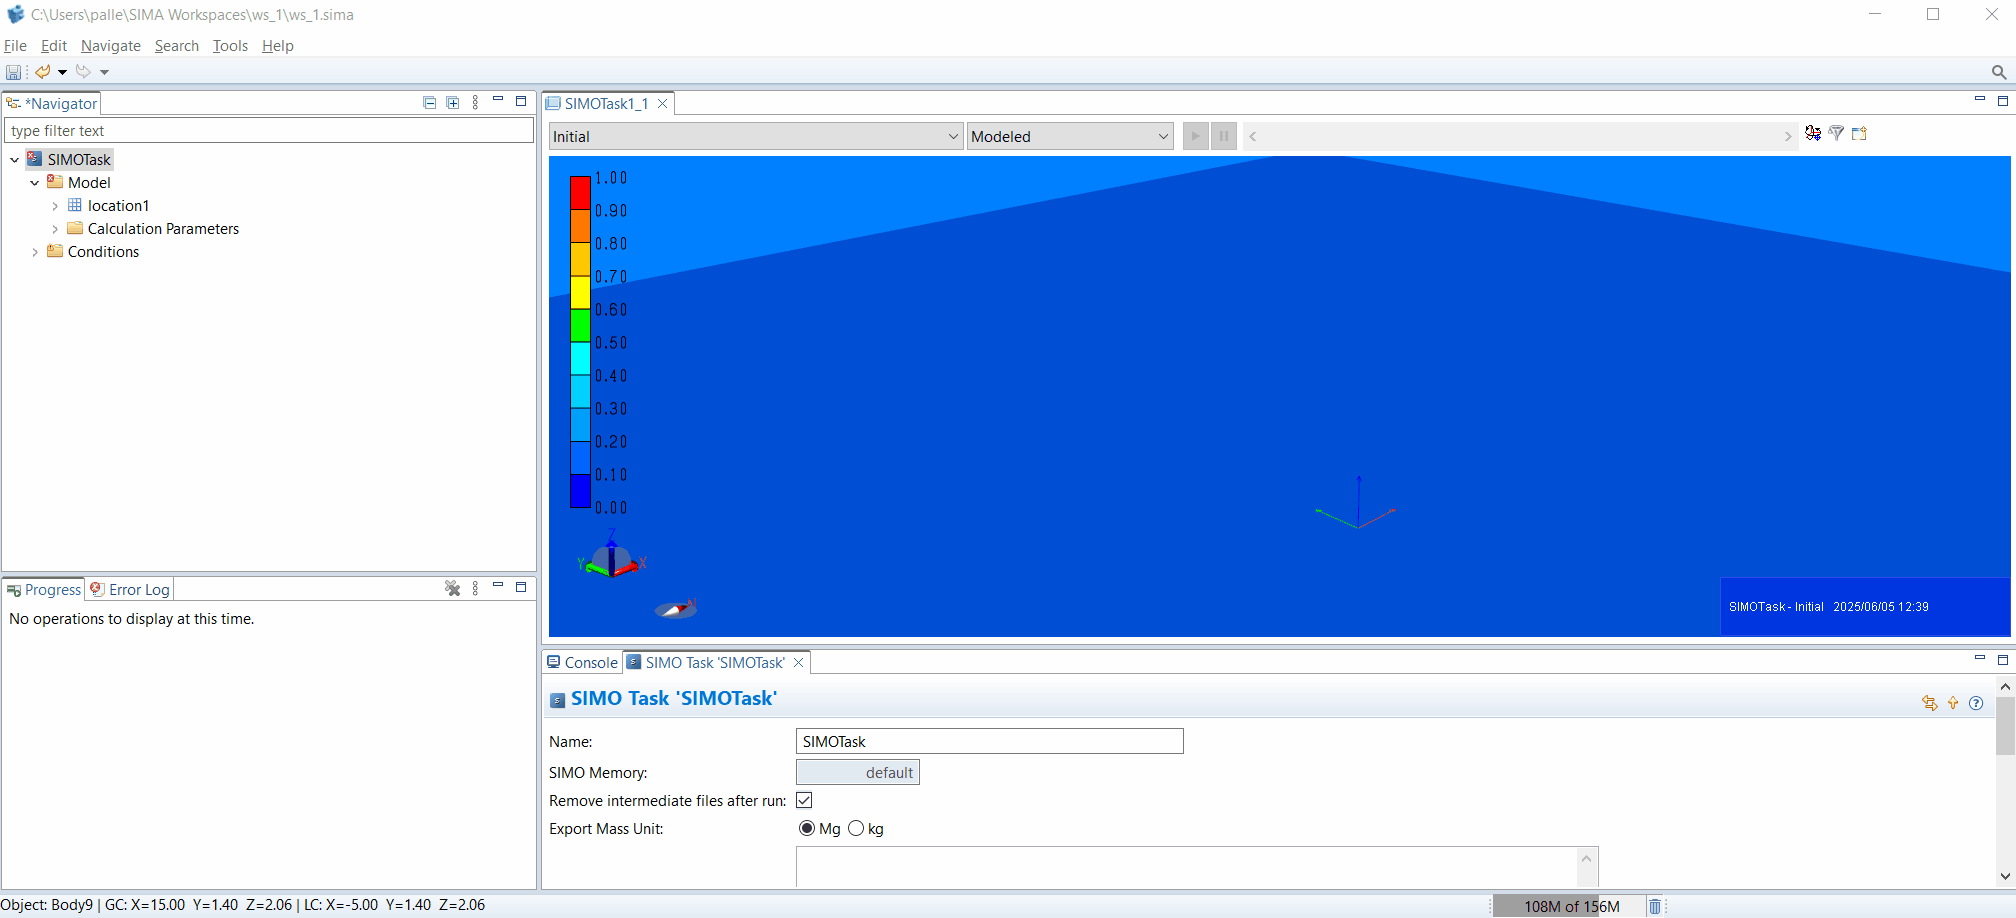 C:\Users\palle\SIMA Workspaces\ws_1\ws_1.sima
File Edit Navigate Search Tools Help
*Navigator
type filter text
SIMOTask
Model
location1
Calculation Parameters
Conditions
Progress Error Log
No operations to display at this time.
SIMOTask1_1
Initial Modeled
1.00
0.90
0.80
0.70
0.60
0.50
0.40
0.30
0.20
0.10
0.00
Z
Y X
N
SIMOTask - Initial 2025/06/05 12:39
Console SIMO Task 'SIMOTask'
SIMO Task 'SIMOTask'
Name: SIMOTask
SIMO Memory: default
Remove intermediate files after run:
Export Mass Unit: Mg kg
Object: Body9 | GC: X=15.00 Y=1.40 Z=2.06 | LC: X=-5.00 Y=1.40 Z=2.06
108M of 156M